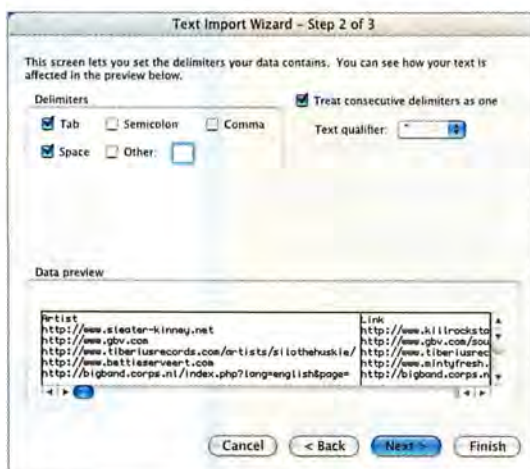 Text Import Wizard – Step 2 of 3
This screen lets you set the delimiters your data contains. You can see how your text is
affected in the preview below.
Delimiters
Tab Semicolon Comma
Space Other:
Treat consecutive delimiters as one
Text qualifier: "
Data preview
Artist Link
http://www.sleater-kinney.net http://www.killrocksta
http://www.gbv.com http://www.gbv.com/sou
http://www.tiberiusrecords.com/artists/silothehuskie/ http://www.tiberiusrec
http://www.bettieserveert.com http://www.mintyfresh.
http://bigband.corps.nl/index.php?lang=english&page= http://bigband.corps.n
Cancel < Back Next > Finish